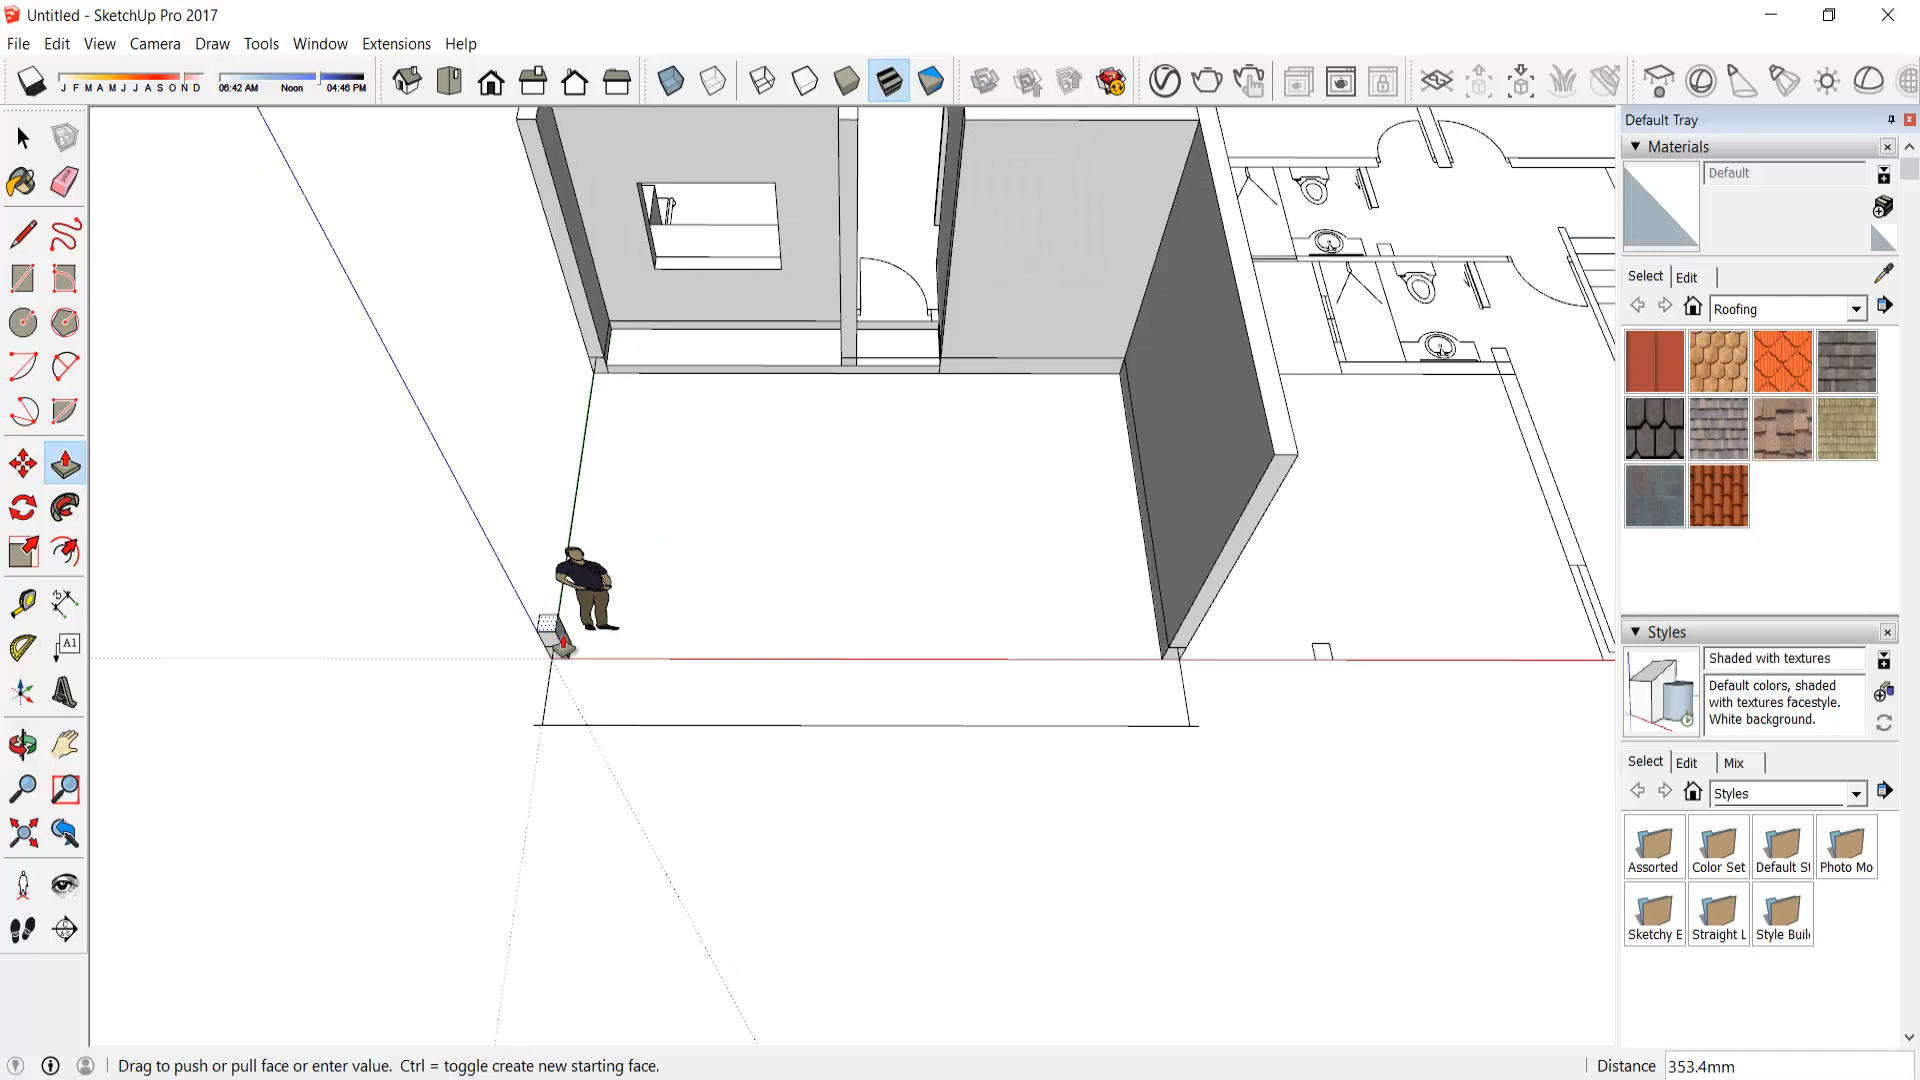 Untitled - SketchUp Pro 2017
File Edit View Camera Draw Tools Window Extensions Help
J F M A M J J A S O N D
06:42 AM Noon 04:46 PM
Default Tray
Materials
Default
Select Edit
Roofing
A1
Styles
Shaded with textures
Default colors, shaded
with textures facestyle.
White background.
Select Edit Mix
Styles
Assorted Color Set Default St Photo Mo
Sketchy E Straight L Style Buil
Drag to push or pull face or enter value. Ctrl = toggle create new starting face.
Distance 353.4mm